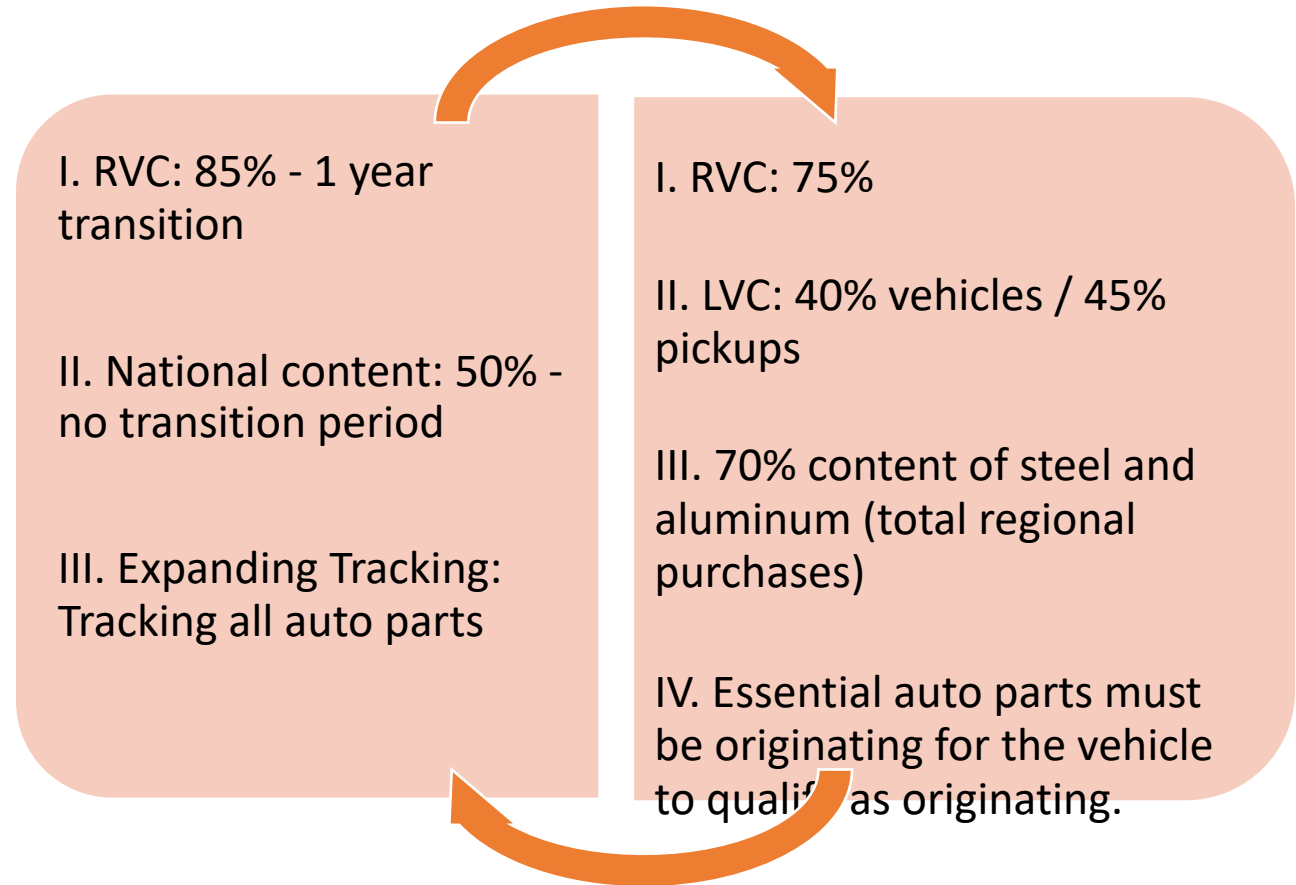 I. RVC: 85% - 1 year
transition
II. National content: 50% -
no transition period
III. Expanding Tracking:
Tracking all auto parts
I. RVC: 75%
II. LVC: 40% vehicles / 45%
pickups
III. 70% content of steel and
aluminum (total regional
purchases)
IV. Essential auto parts must
be originating for the vehicle
to qualify as originating.